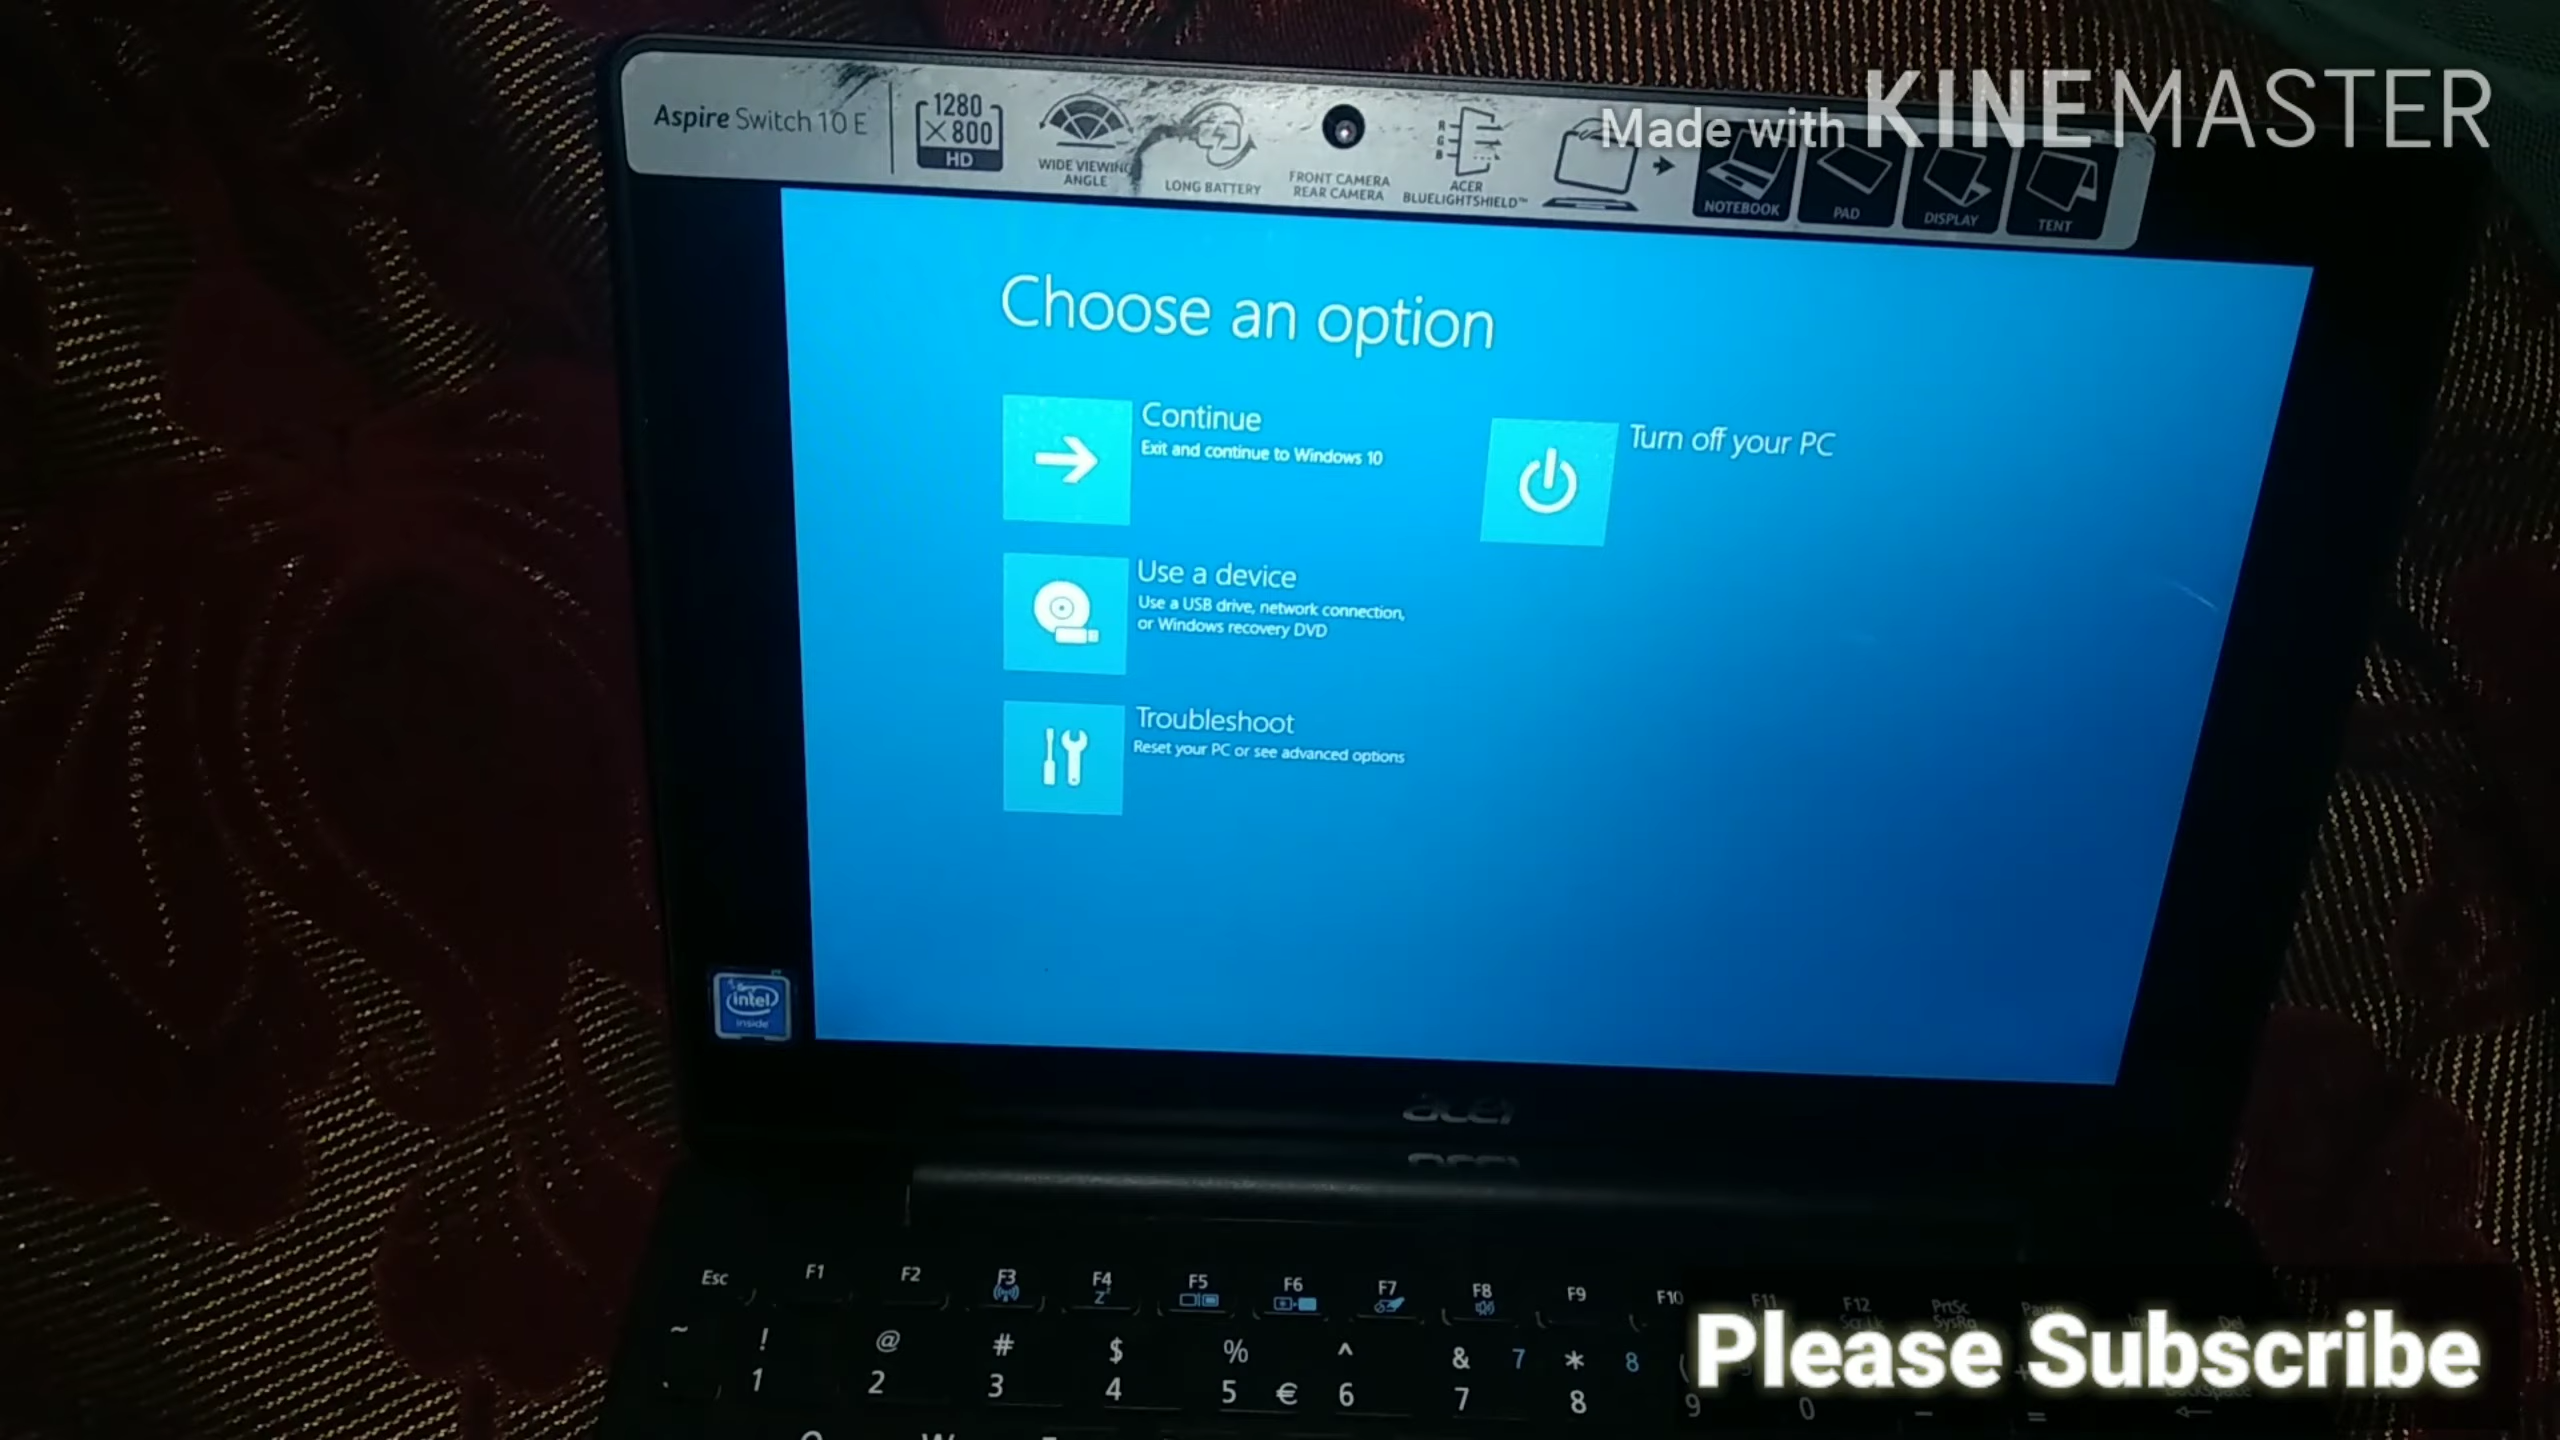 Made with KINEMASTER
Aspire Switch 10 E
1280
×800
HD
WIDE VIEWING
ANGLE
LONG BATTERY
FRONT CAMERA
REAR CAMERA
ACER
BLUELIGHTSHIELD™
NOTEBOOK
PAD
DISPLAY
TENT
Choose an option
Continue
Exit and continue to Windows 10
Turn off your PC
Use a device
Use a USB drive, network connection,
or Windows recovery DVD
Troubleshoot
Reset your PC or see advanced options
intel
inside
acer
Esc F1 F2 F3 F4 F5 F6 F7 F8 F9 F10 F11 F12 PrtSc
SysRq
~ ! @ # $ % ^ & 7 * 8 (
1 2 3 4 5 € 6 7 8 9 0 - =
Please Subscribe